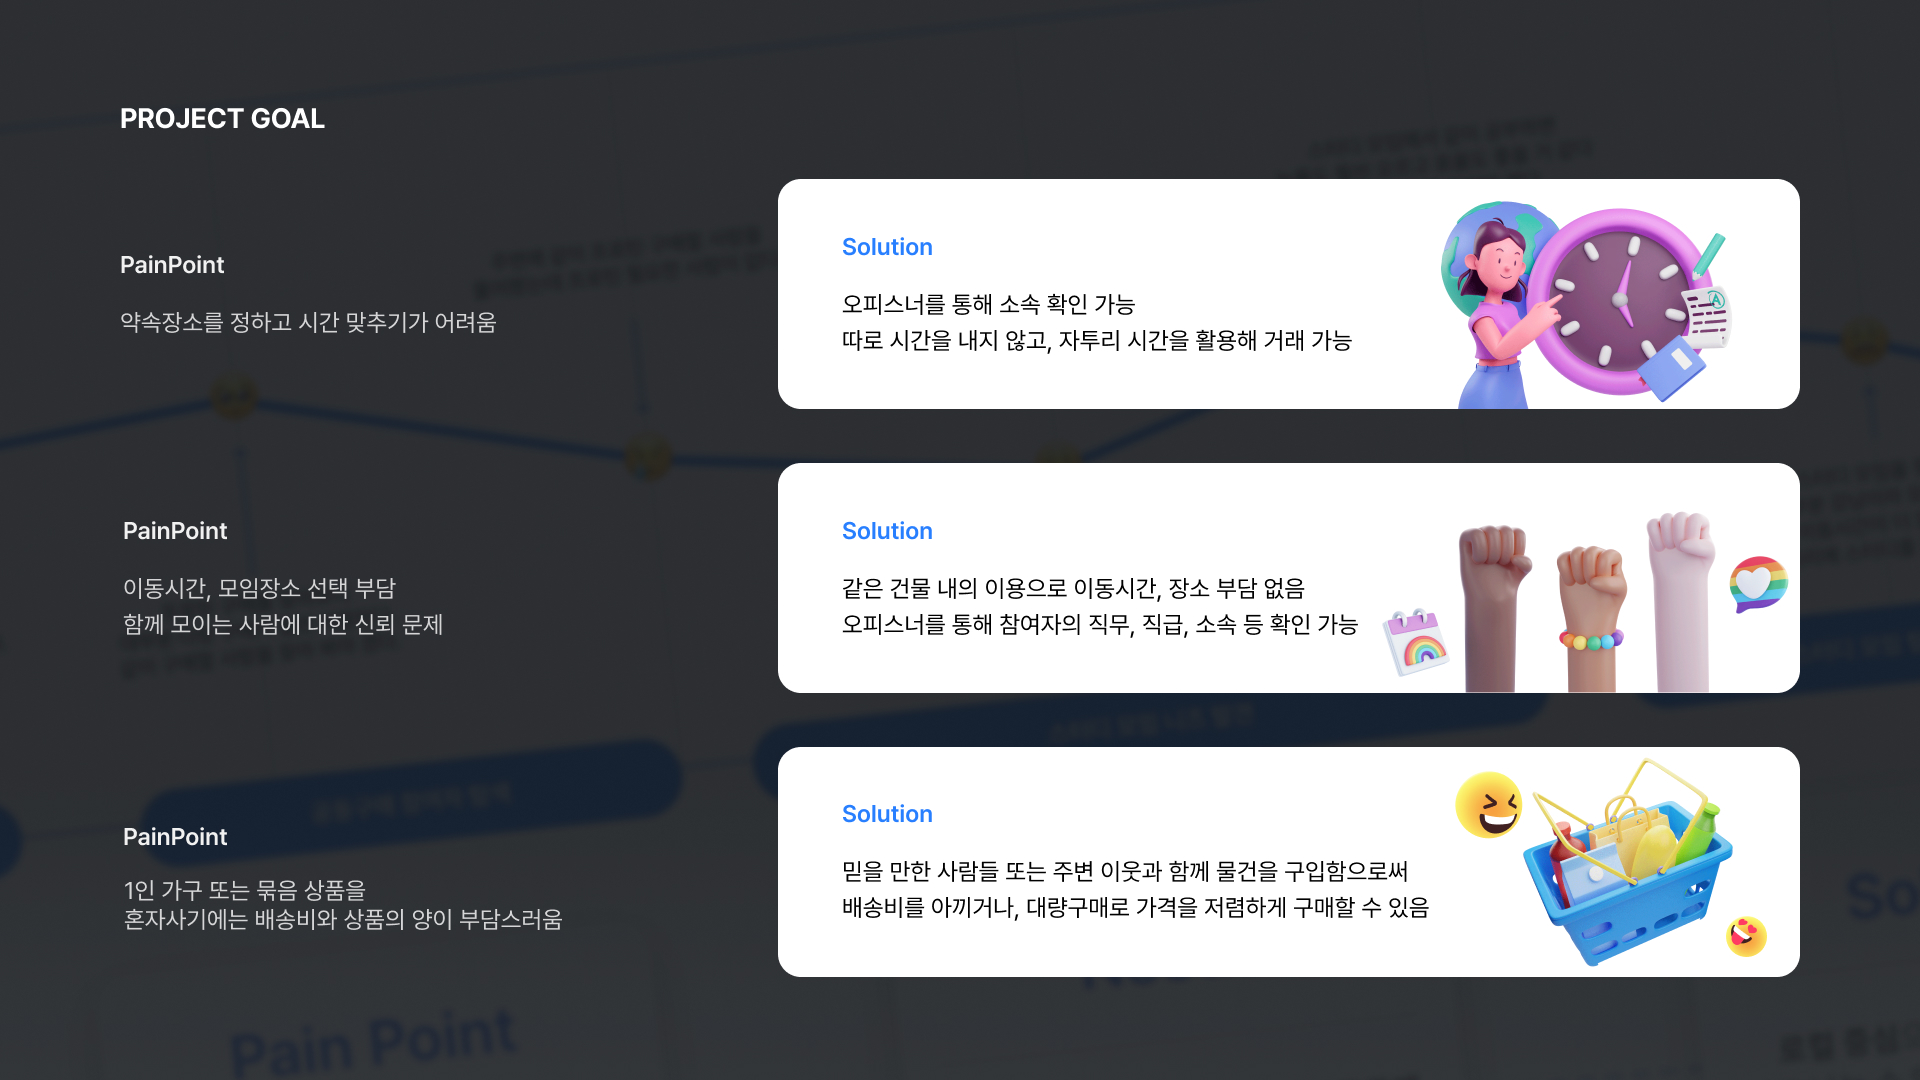 PROJECT GOAL
PainPoint
약속장소를 정하고 시간 맞추기가 어려움
Solution
오피스너를 통해 소속 확인 가능
따로 시간을 내지 않고, 자투리 시간을 활용해 거래 가능
PainPoint
이동시간, 모임장소 선택 부담
함께 모이는 사람에 대한 신뢰 문제
Solution
같은 건물 내의 이용으로 이동시간, 장소 부담 없음
오피스너를 통해 참여자의 직무, 직급, 소속 등 확인 가능
PainPoint
1인 가구 또는 묶음 상품을
혼자사기에는 배송비와 상품의 양이 부담스러움
Solution
믿을 만한 사람들 또는 주변 이웃과 함께 물건을 구입함으로써
배송비를 아끼거나, 대량구매로 가격을 저렴하게 구매할 수 있음
Pain Point